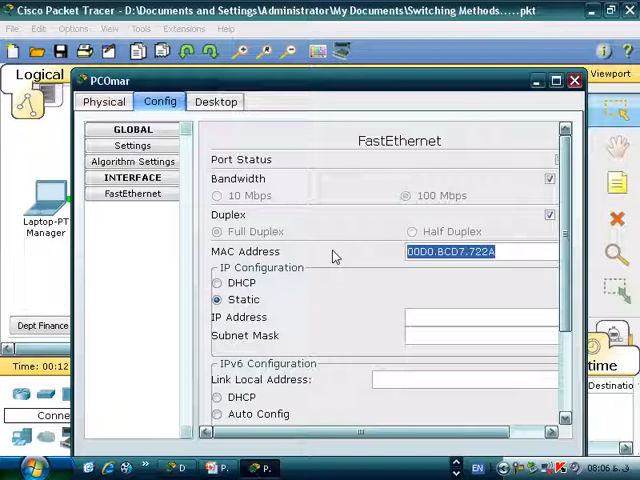 Cisco Packet Tracer - D:\Documents and Settings\Administrator\My Documents\Switching Methods.....pkt
File Edit Options View Tools Extensions Help
Logical
Viewport
PCOmar
Physical Config Desktop
GLOBAL
Settings
Algorithm Settings
INTERFACE
FastEthernet
FastEthernet
Port Status
Bandwidth
10 Mbps 100 Mbps
Duplex
Full Duplex Half Duplex
MAC Address 00D0.BCD7.722A
IP Configuration
DHCP
Static
IP Address
Subnet Mask
IPv6 Configuration
Link Local Address:
DHCP
Auto Config
Laptop-PT
Manager
Dept Finance
Time: 00:12
time
Conne
Destinatio
D P. P. EN 08:06